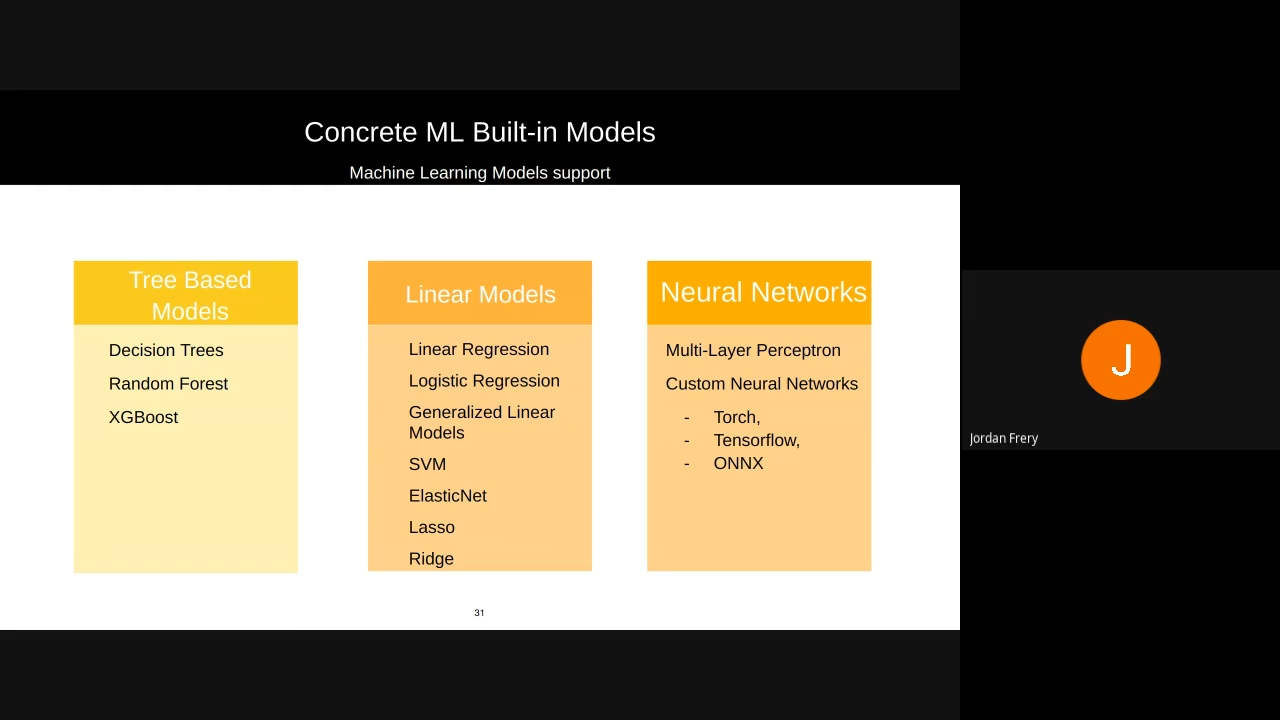 Concrete ML Built-in Models
Machine Learning Models support
Tree Based
Models
Decision Trees
Random Forest
XGBoost
Linear Models
Linear Regression
Logistic Regression
Generalized Linear
Models
SVM
ElasticNet
Lasso
Ridge
Neural Networks
Multi-Layer Perceptron
Custom Neural Networks
- Torch,
- Tensorflow,
- ONNX
31
J
Jordan Frery